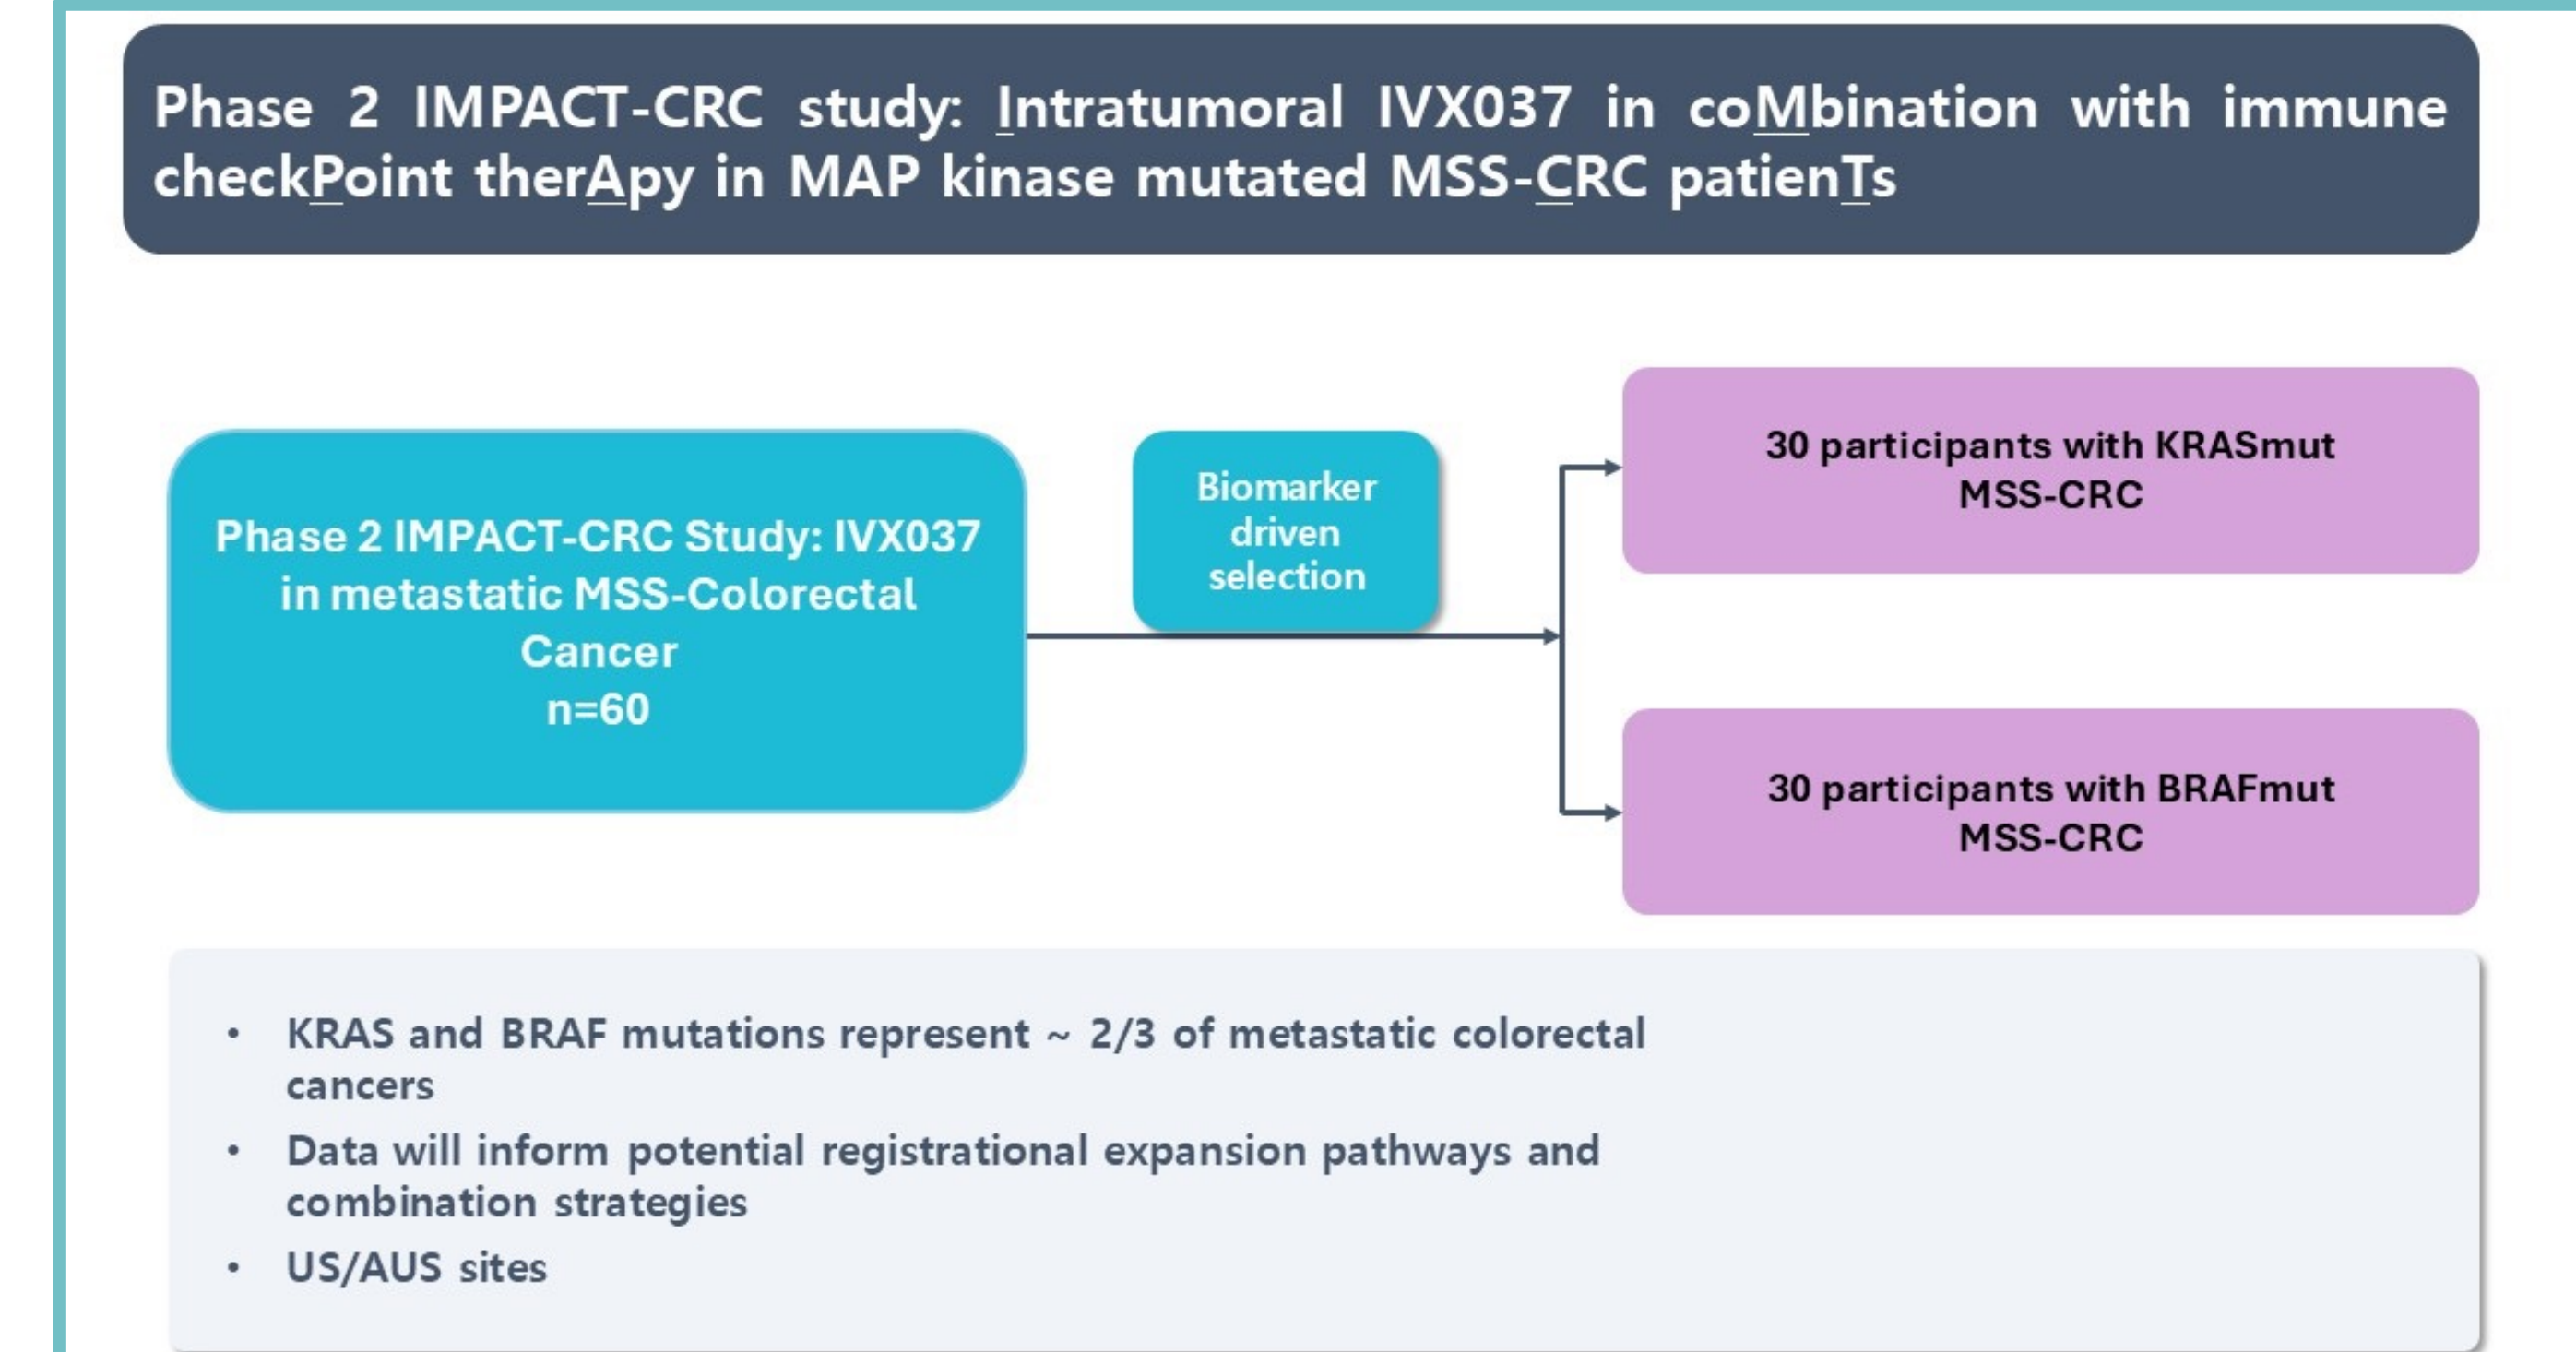 Phase 2 IMPACT-CRC study: Intratumoral IVX037 in coMbination with immune
checkPoint therApy in MAP kinase mutated MSS-CRC patienTs
Phase 2 IMPACT-CRC Study: IVX037
in metastatic MSS-Colorectal
Cancer
n=60
Biomarker
driven
selection
30 participants with KRASmut
MSS-CRC
30 participants with BRAFmut
MSS-CRC
• KRAS and BRAF mutations represent ~ 2/3 of metastatic colorectal
cancers
• Data will inform potential registrational expansion pathways and
combination strategies
• US/AUS sites